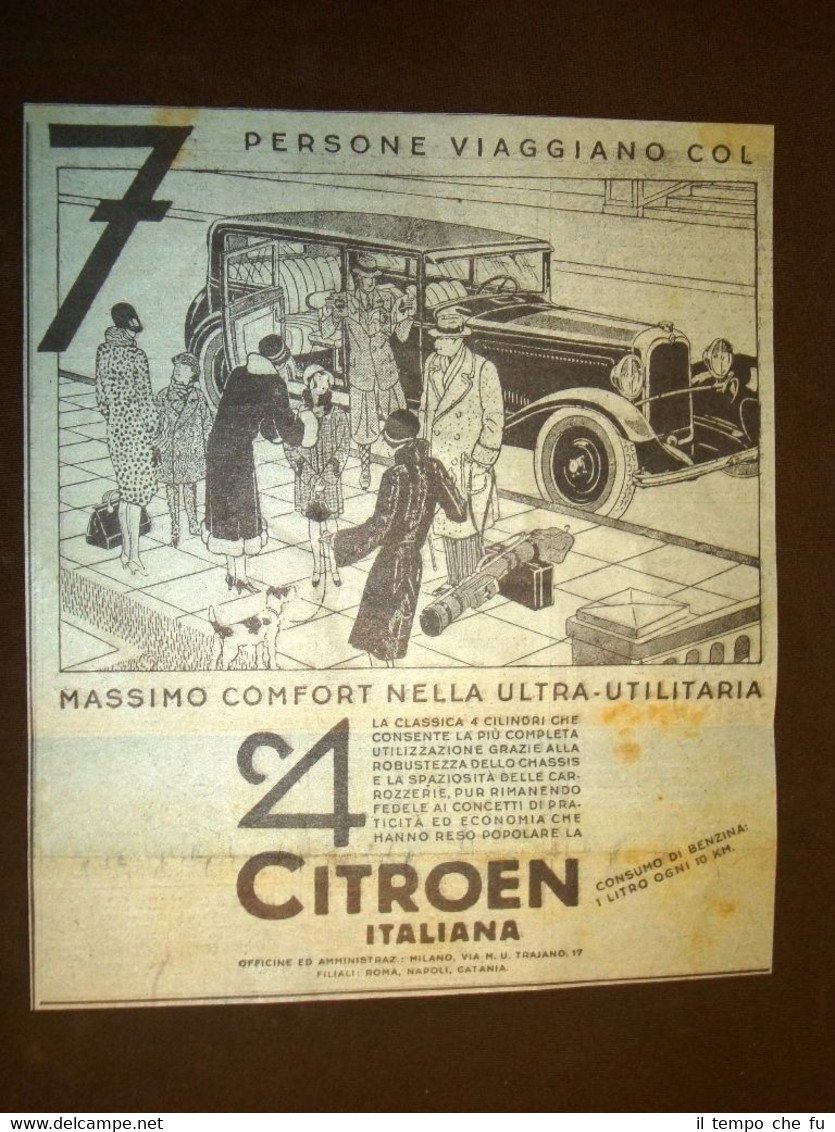 7 PERSONE VIAGGIANO COL
MASSIMO COMFORT NELLA ULTRA-UTILITARIA
24
LA CLASSICA 4 CILINDRI CHE
CONSENTE LA PIÙ COMPLETA
UTILIZZAZIONE GRAZIE ALLA
ROBUSTEZZA DELLO CHASSIS
E LA SPAZIOSITÀ DELLE CAR-
ROZZERIE, PUR RIMANENDO
FEDELE AI CONCETTI DI PRA-
TICITÀ ED ECONOMIA CHE
HANNO RESO POPOLARE LA
CITROEN
ITALIANA
CONSUMO DI BENZINA:
1 LITRO OGNI 10 KM.
OFFICINE ED AMMINISTRAZ.: MILANO, VIA M. U. TRAJANO, 17
FILIALI: ROMA, NAPOLI, CATANIA.
www.maremagnum.com
il tempo che fu